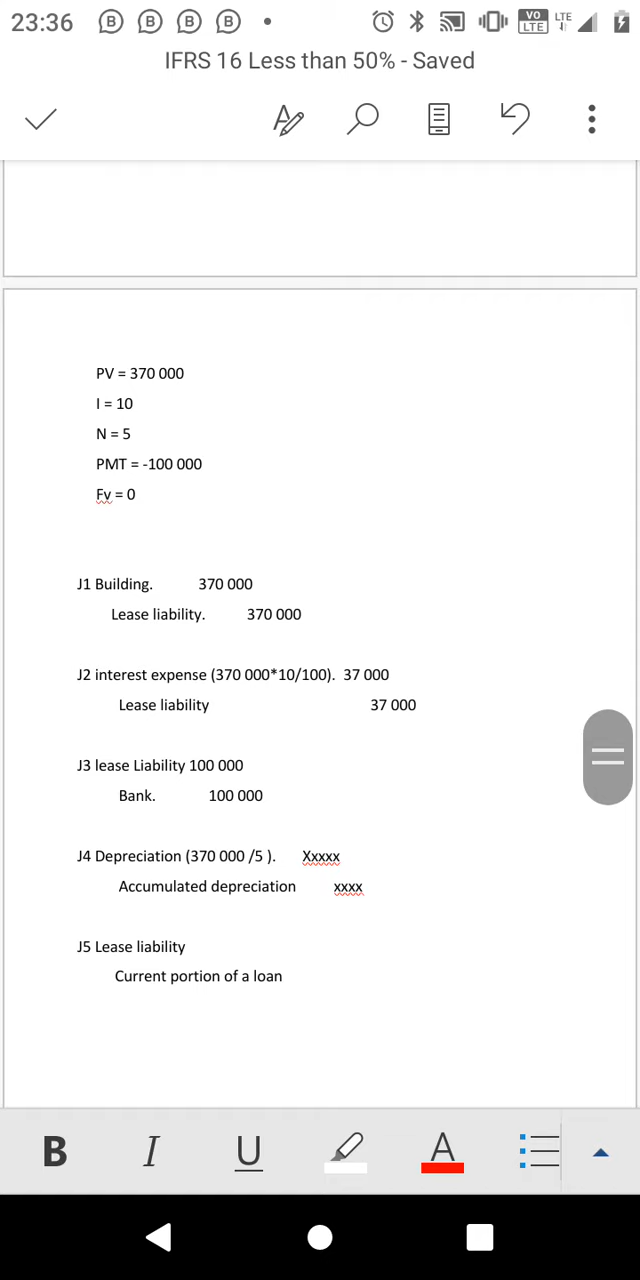 23:36 B B B B VO LTE LTE
IFRS 16 Less than 50% - Saved
PV = 370 000
I = 10
N = 5
PMT = -100 000
Fv = 0
J1 Building. 370 000
Lease liability. 370 000
J2 interest expense (370 000*10/100). 37 000
Lease liability 37 000
J3 lease Liability 100 000
Bank. 100 000
J4 Depreciation (370 000 /5 ). Xxxxx
Accumulated depreciation xxxx
J5 Lease liability
Current portion of a loan
B I U A